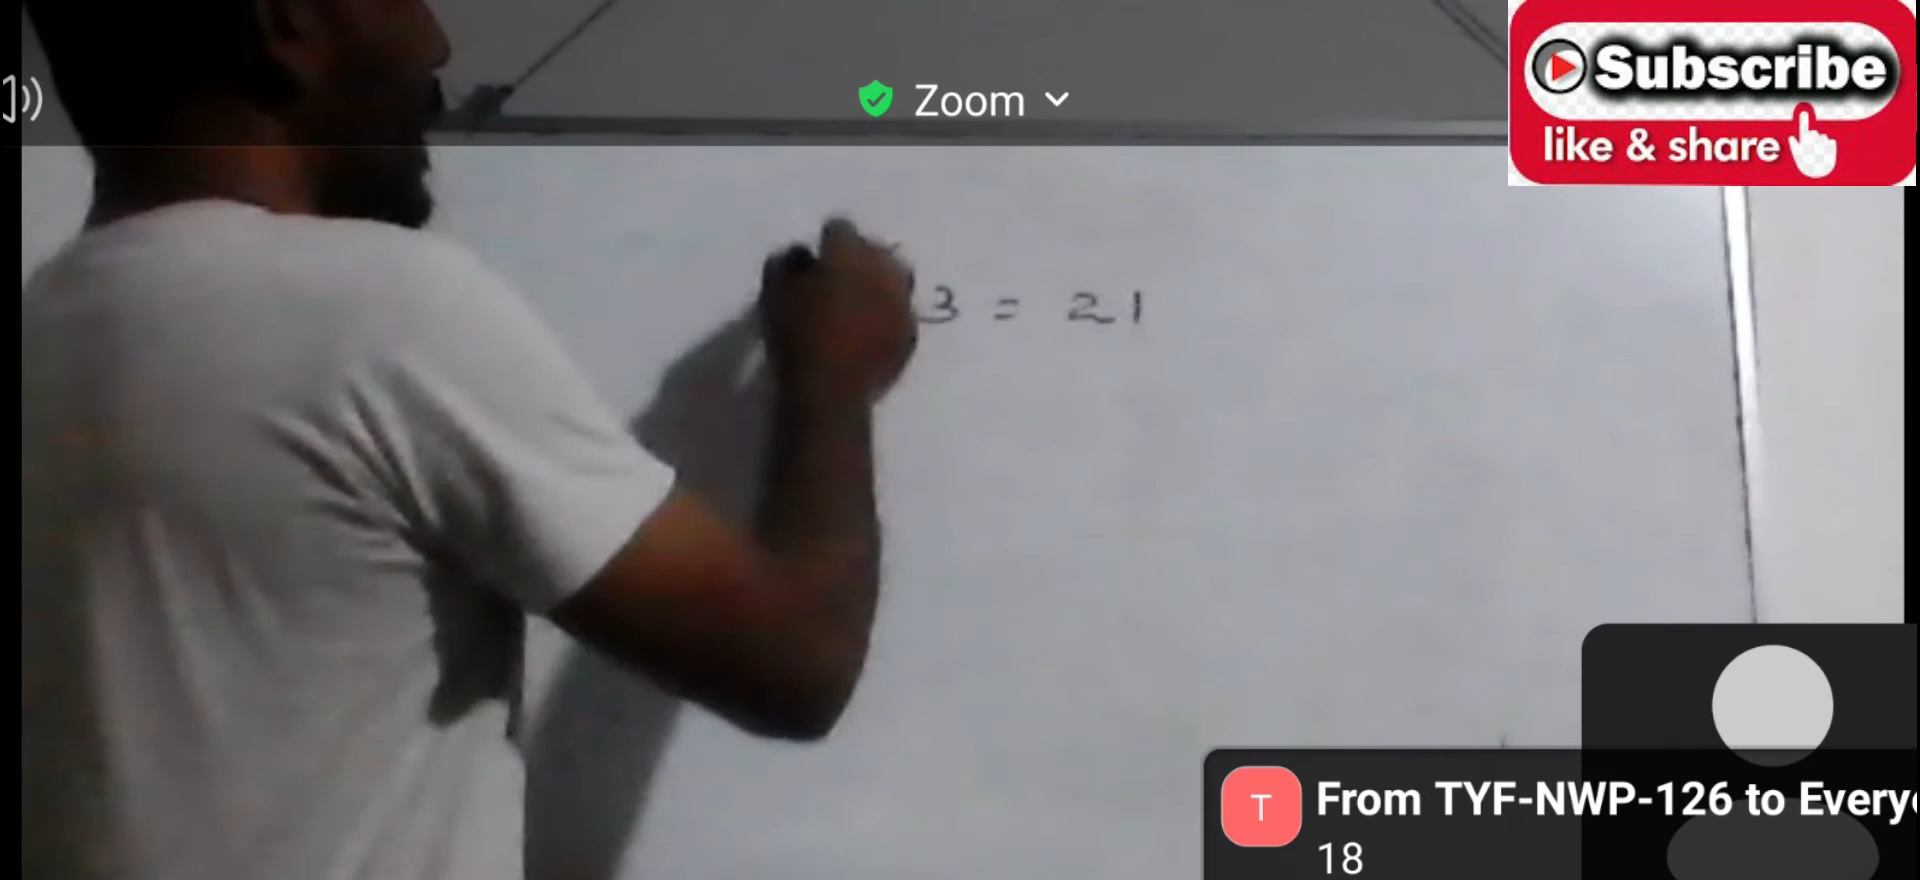 Zoom
Subscribe
like & share
3 = 21
T
From TYF-NWP-126 to Every
18